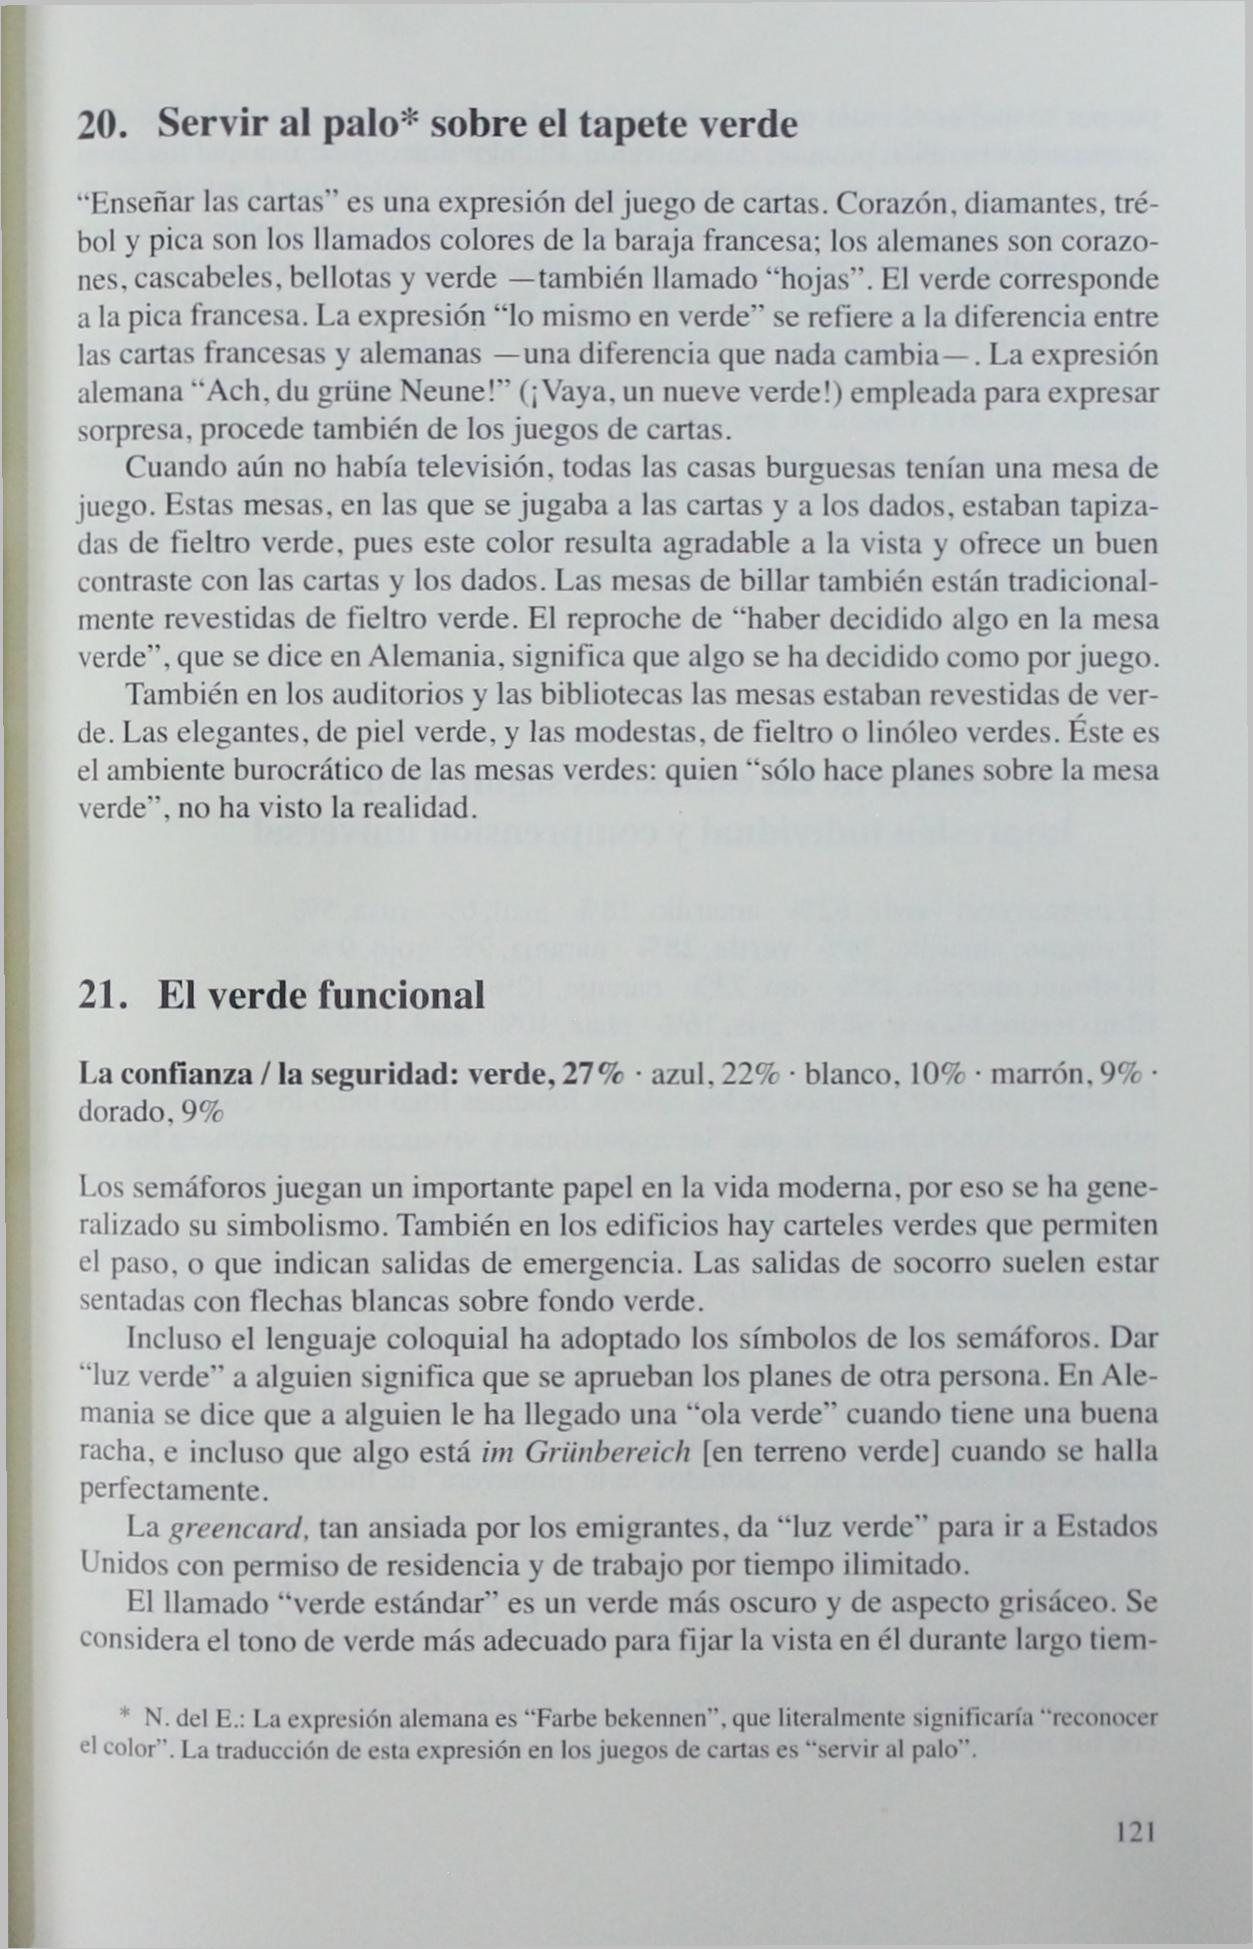 20. Servir al palo* sobre el tapete verde
“Enseñar las cartas” es una expresión del juego de cartas. Corazón, diamantes, tré-
bol y pica son los llamados colores de la baraja francesa; los alemanes son corazo-
nes, cascabeles, bellotas y verde —también llamado “hojas”. El verde corresponde
a la pica francesa. La expresión “lo mismo en verde” se refiere a la diferencia entre
las cartas francesas y alemanas —una diferencia que nada cambia—. La expresión
alemana “Ach, du grüne Neune!” (¡Vaya, un nueve verde!) empleada para expresar
sorpresa, procede también de los juegos de cartas.
Cuando aún no había televisión, todas las casas burguesas tenían una mesa de
juego. Estas mesas, en las que se jugaba a las cartas y a los dados, estaban tapiza-
das de fieltro verde, pues este color resulta agradable a la vista y ofrece un buen
contraste con las cartas y los dados. Las mesas de billar también están tradicional-
mente revestidas de fieltro verde. El reproche de “haber decidido algo en la mesa
verde”, que se dice en Alemania, significa que algo se ha decidido como por juego.
También en los auditorios y las bibliotecas las mesas estaban revestidas de ver-
de. Las elegantes, de piel verde, y las modestas, de fieltro o linóleo verdes. Éste es
el ambiente burocrático de las mesas verdes: quien “sólo hace planes sobre la mesa
verde”, no ha visto la realidad.
21. El verde funcional
La confianza / la seguridad: verde, 27% · azul, 22% · blanco, 10% · marrón, 9% ·
dorado, 9%
Los semáforos juegan un importante papel en la vida moderna, por eso se ha gene-
ralizado su simbolismo. También en los edificios hay carteles verdes que permiten
el paso, o que indican salidas de emergencia. Las salidas de socorro suelen estar
sentadas con flechas blancas sobre fondo verde.
Incluso el lenguaje coloquial ha adoptado los símbolos de los semáforos. Dar
“luz verde” a alguien significa que se aprueban los planes de otra persona. En Ale-
mania se dice que a alguien le ha llegado una “ola verde” cuando tiene una buena
racha, e incluso que algo está im Grünbereich [en terreno verde] cuando se halla
perfectamente.
La greencard, tan ansiada por los emigrantes, da “luz verde” para ir a Estados
Unidos con permiso de residencia y de trabajo por tiempo ilimitado.
El llamado “verde estándar” es un verde más oscuro y de aspecto grisáceo. Se
considera el tono de verde más adecuado para fijar la vista en él durante largo tiem-
* N. del E.: La expresión alemana es “Farbe bekennen”, que literalmente significaría “reconocer
el color”. La traducción de esta expresión en los juegos de cartas es “servir al palo”.
121